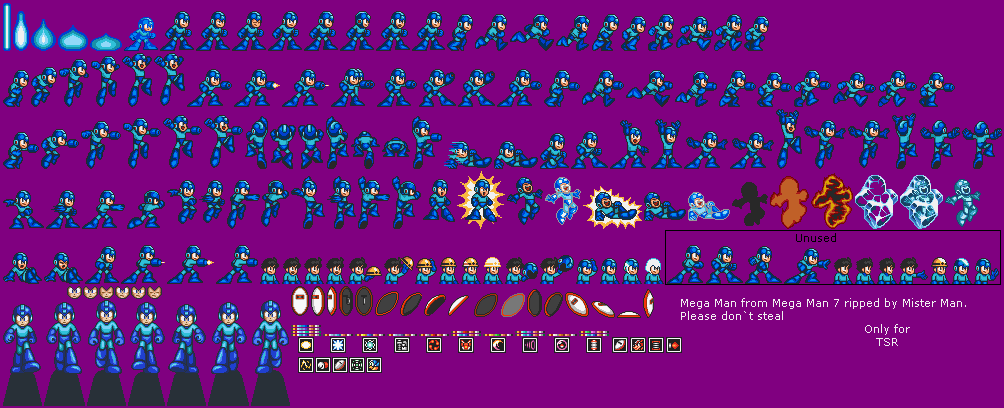 Unused
Mega Man from Mega Man 7 ripped by Mister Man.
Please don`t steal
Only for
TSR